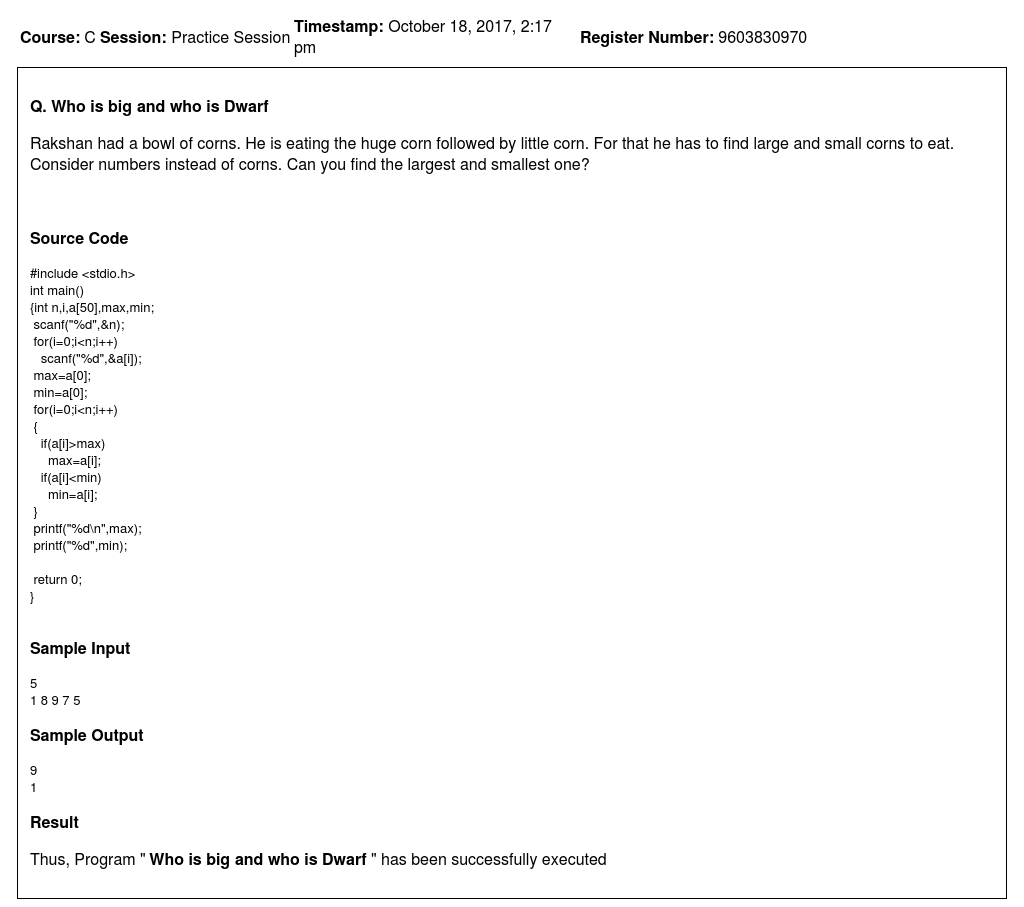 Course: C Session: Practice Session Timestamp: October 18, 2017, 2:17 pm Register Number: 9603830970
Q. Who is big and who is Dwarf
Rakshan had a bowl of corns. He is eating the huge corn followed by little corn. For that he has to find large and small corns to eat.
Consider numbers instead of corns. Can you find the largest and smallest one?
Source Code
#include <stdio.h>
int main()
{int n,i,a[50],max,min;
 scanf("%d",&n);
 for(i=0;i<n;i++)
   scanf("%d",&a[i]);
 max=a[0];
 min=a[0];
 for(i=0;i<n;i++)
 {
   if(a[i]>max)
     max=a[i];
   if(a[i]<min)
     min=a[i];
 }
 printf("%d\n",max);
 printf("%d",min);
 return 0;
}
Sample Input
5
1 8 9 7 5
Sample Output
9
1
Result
Thus, Program " Who is big and who is Dwarf " has been successfully executed